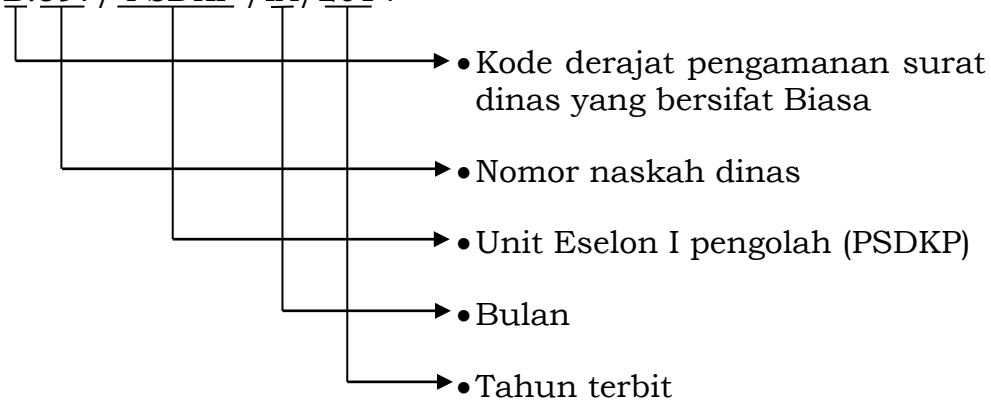 • Kode derajat pengamanan surat
dinas yang bersifat Biasa
• Nomor naskah dinas
• Unit Eselon I pengolah (PSDKP)
• Bulan
• Tahun terbit